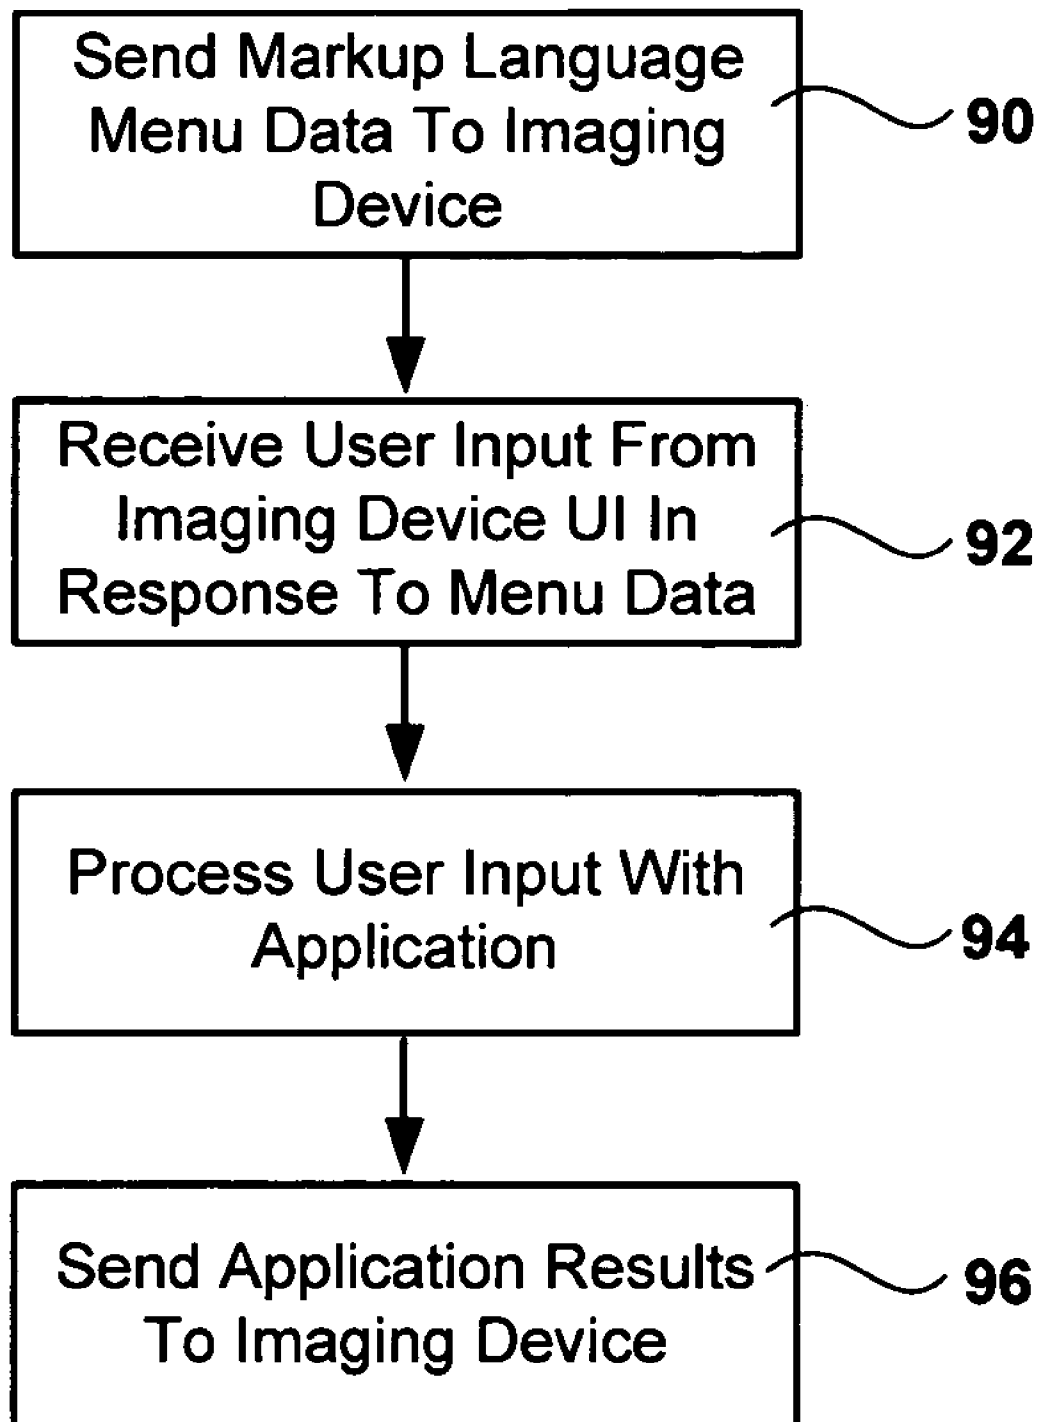 Send Markup Language
Menu Data To Imaging
Device
90
Receive User Input From
Imaging Device UI In
Response To Menu Data
92
Process User Input With
Application
94
Send Application Results
To Imaging Device
96